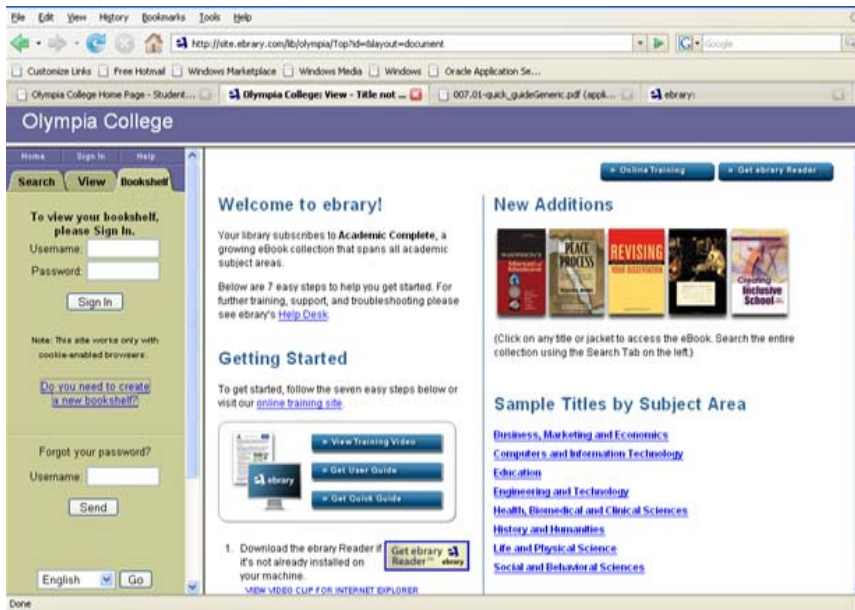 File Edit View History Bookmarks Tools Help
http://site.ebrary.com/lib/olympia/Top?id=&layout=document
Google
Customize Links Free Hotmail Windows Marketplace Windows Media Windows Oracle Application Se...
Olympia College Home Page - Student... Olympia College: View - Title not ... 007.01-quick_guideGeneric.pdf (appli... ebrary:
Olympia College
Home Sign In Help
Search View Bookshelf
To view your bookshelf,
please Sign In.
Username:
Password:
Sign In
Note: This site works only with
cookie-enabled browsers.
Do you need to create
a new bookshelf?
Forgot your password?
Username:
Send
English Go
» Online Training » Get ebrary Reader
Welcome to ebrary!
Your library subscribes to Academic Complete, a
growing eBook collection that spans all academic
subject areas.
Below are 7 easy steps to help you get started. For
further training, support, and troubleshooting please
see ebrary's Help Desk.
Getting Started
To get started, follow the seven easy steps below or
visit our online training site.
ebrary
» View Training Video
» Get User Guide
» Get Quick Guide
1. Download the ebrary Reader if
it's not already installed on
your machine.
Get ebrary
Reader™ ebrary
VIEW VIDEO CLIP FOR INTERNET EXPLORER
New Additions
Manual of
Medicine
PEACE
PROCESS
REVISING
YOUR DISSERTATION
Creating
Inclusive
School
(Click on any title or jacket to access the eBook. Search the entire
collection using the Search Tab on the left.)
Sample Titles by Subject Area
Business, Marketing and Economics
Computers and Information Technology
Education
Engineering and Technology
Health, Biomedical and Clinical Sciences
History and Humanities
Life and Physical Science
Social and Behavioral Sciences
Done